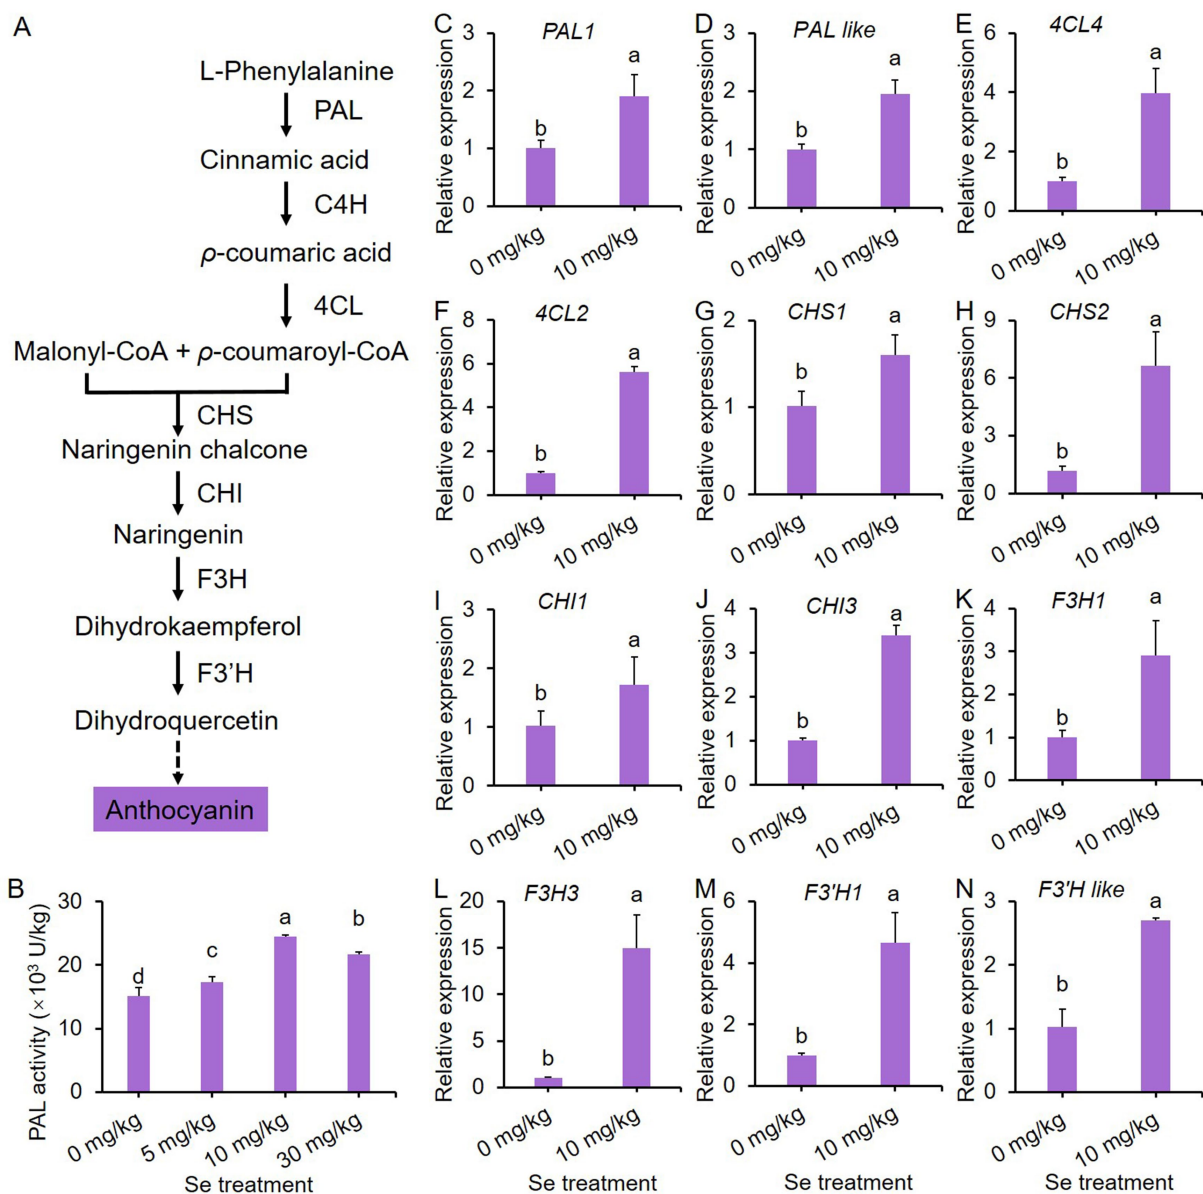 A
L-Phenylalanine
PAL
Cinnamic acid
C4H
ρ-coumaric acid
4CL
Malonyl-CoA + ρ-coumaroyl-CoA
CHS
Naringenin chalcone
CHI
Naringenin
F3H
Dihydrokaempferol
F3’H
Dihydroquercetin
Anthocyanin
B
PAL activity (×10³ U/kg)
30
20
10
0
d
c
a
b
0 mg/kg
5 mg/kg
10 mg/kg
30 mg/kg
Se treatment
C
PAL1
Relative expression
3
2
1
0
b
a
0 mg/kg
10 mg/kg
D
PAL like
Relative expression
3
2
1
0
b
a
0 mg/kg
10 mg/kg
E
4CL4
Relative expression
6
4
2
0
b
a
0 mg/kg
10 mg/kg
F
4CL2
Relative expression
8
6
4
2
0
b
a
0 mg/kg
10 mg/kg
G
CHS1
Relative expression
2
1
0
b
a
0 mg/kg
10 mg/kg
H
CHS2
Relative expression
9
6
3
0
b
a
0 mg/kg
10 mg/kg
I
CHI1
Relative expression
3
2
1
0
b
a
0 mg/kg
10 mg/kg
J
CHI3
Relative expression
4
3
2
1
0
b
a
0 mg/kg
10 mg/kg
K
F3H1
Relative expression
4
3
2
1
0
b
a
0 mg/kg
10 mg/kg
L
F3H3
Relative expression
20
15
10
5
0
b
a
0 mg/kg
10 mg/kg
Se treatment
M
F3'H1
Relative expression
6
4
2
0
b
a
0 mg/kg
10 mg/kg
Se treatment
N
F3'H like
Relative expression
3
2
1
0
b
a
0 mg/kg
10 mg/kg
Se treatment